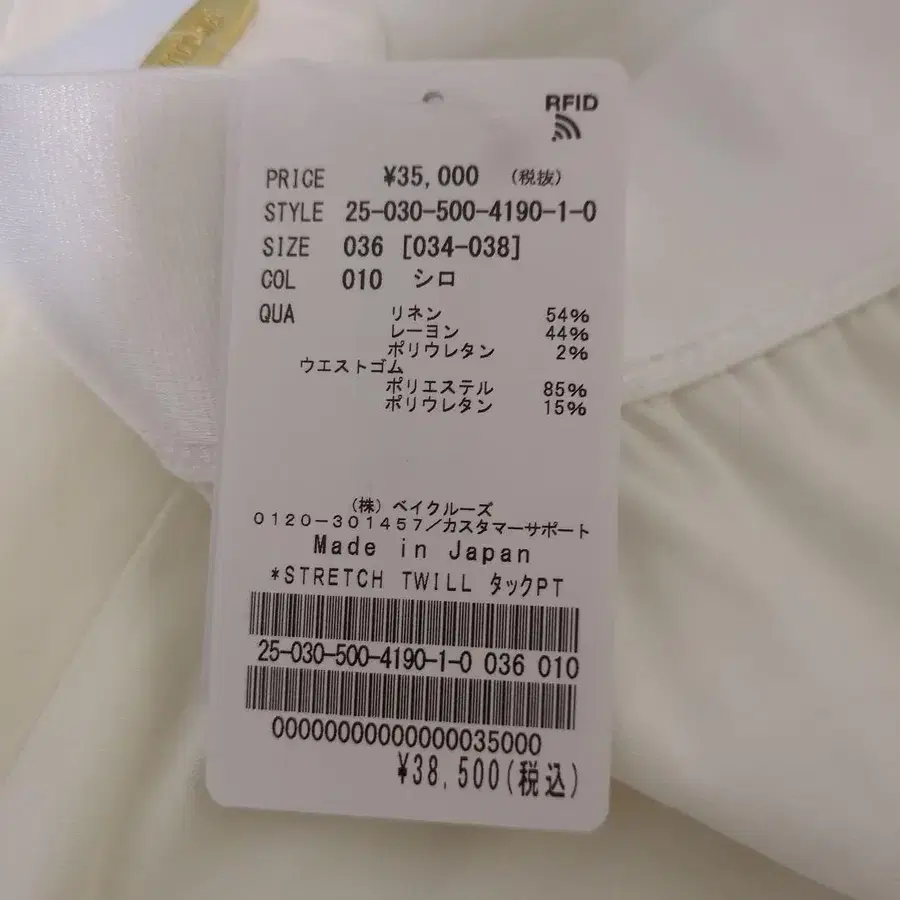 RFID
PRICE ¥35,000 (税抜)
STYLE 25-030-500-4190-1-0
SIZE 036 [034-038]
COL 010 シロ
QUA リネン 54%
レーヨン 44%
ポリウレタン 2%
ウエストゴム
ポリエステル 85%
ポリウレタン 15%
(株) ベイクルーズ
0120-301457/カスタマーサポート
Made in Japan
*STRETCH TWILL タックPT
25-030-500-4190-1-0 036 010
00000000000000035000
¥38,500(税込)